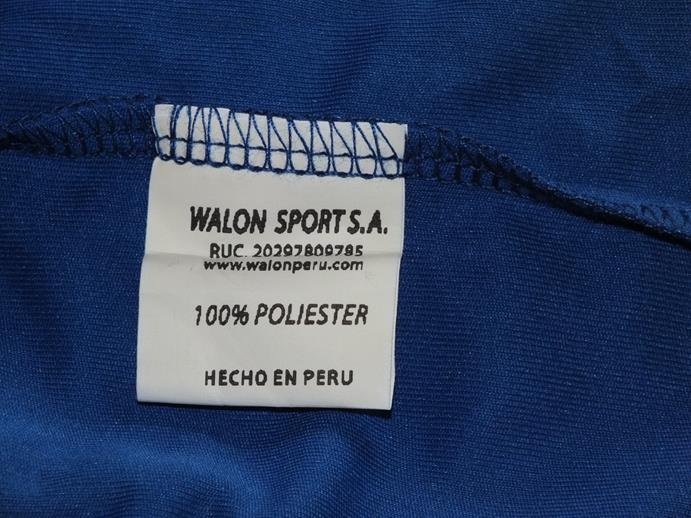 WALON SPORT S.A.
RUC. 20297809785
www.walonperu.com
100% POLIESTER
HECHO EN PERU